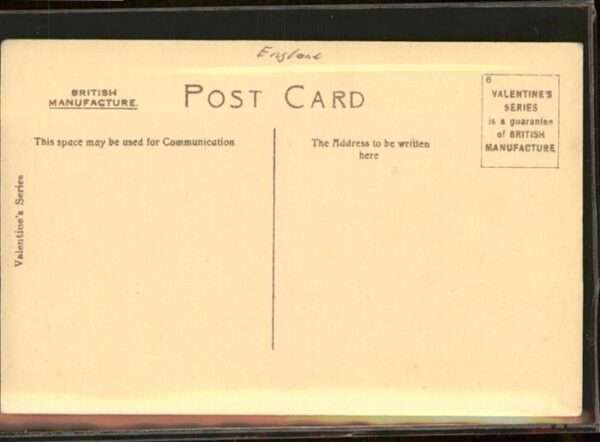 England
BRITISH
MANUFACTURE.
POST CARD
6
VALENTINE'S
SERIES
is a guarantee
of BRITISH
MANUFACTURE
This space may be used for Communication
The Address to be written
here
Valentine's Series